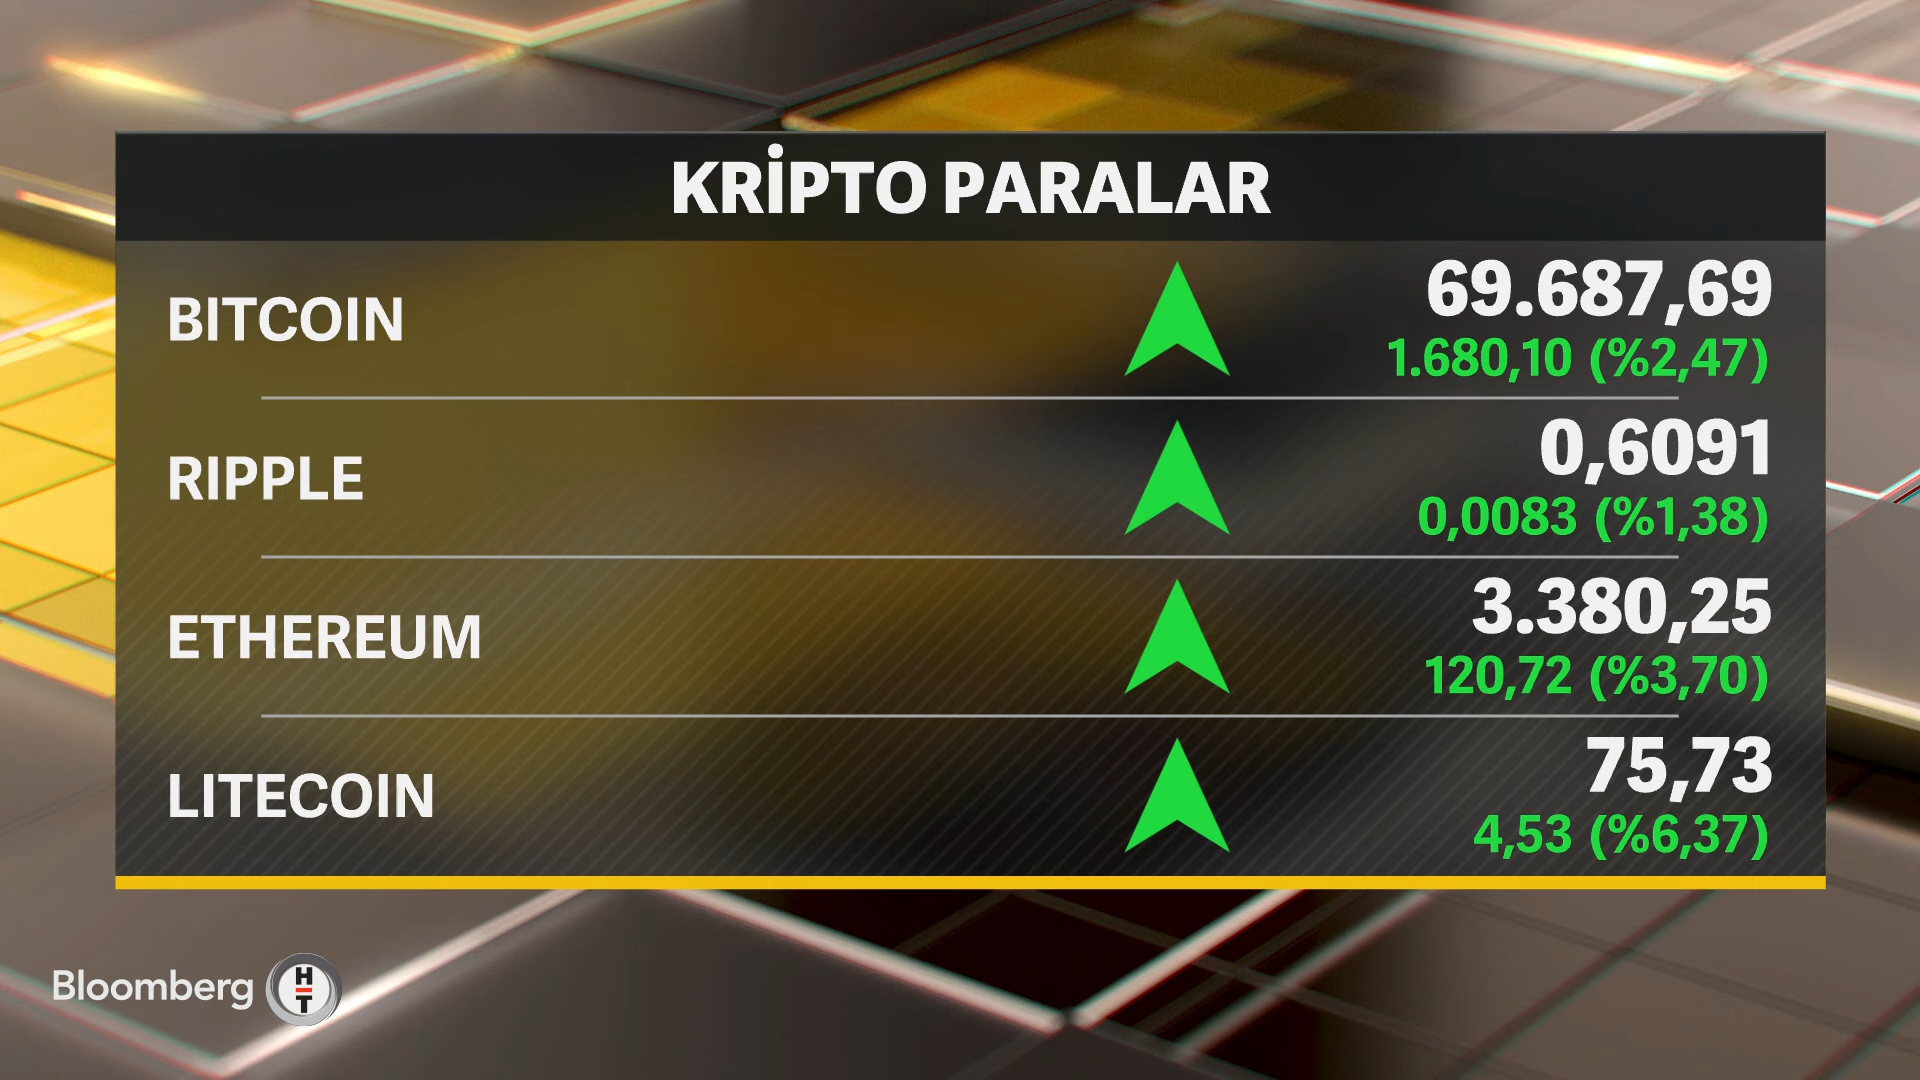 KRİPTO PARALAR
BITCOIN
69.687,69
1.680,10 (%2,47)
RIPPLE
0,6091
0,0083 (%1,38)
ETHEREUM
3.380,25
120,72 (%3,70)
LITECOIN
75,73
4,53 (%6,37)
Bloomberg HT